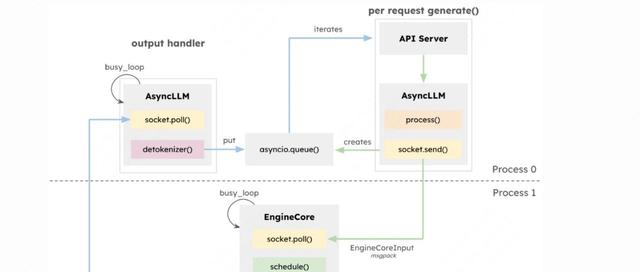 per request generate()
output handler
iterates
API Server
busy_loop
AsyncLLM
AsyncLLM
socket.poll()
process()
put
detokenizer()
asyncio.queue()
creates
socket.send()
Process 0
Process 1
busy_loop
EngineCore
socket.poll()
EngineCoreInput
msgpack
schedule()